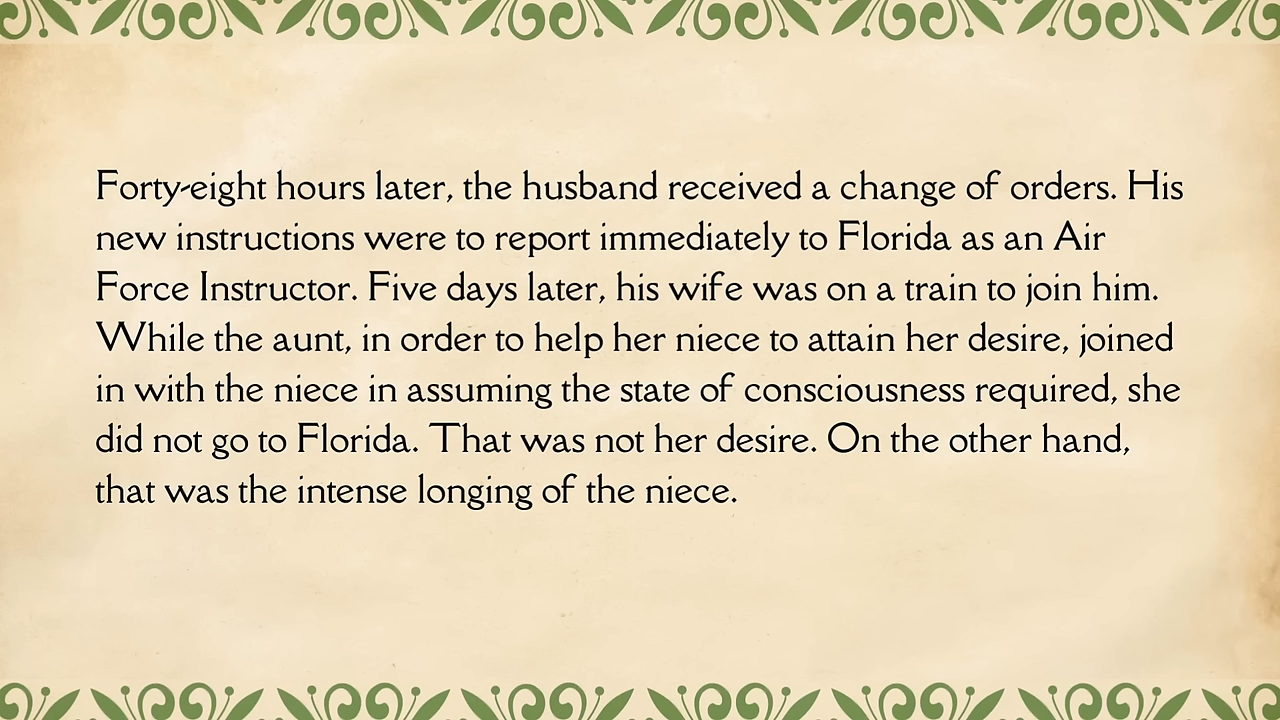 Forty-eight hours later, the husband received a change of orders. His
new instructions were to report immediately to Florida as an Air
Force Instructor. Five days later, his wife was on a train to join him.
While the aunt, in order to help her niece to attain her desire, joined
in with the niece in assuming the state of consciousness required, she
did not go to Florida. That was not her desire. On the other hand,
that was the intense longing of the niece.